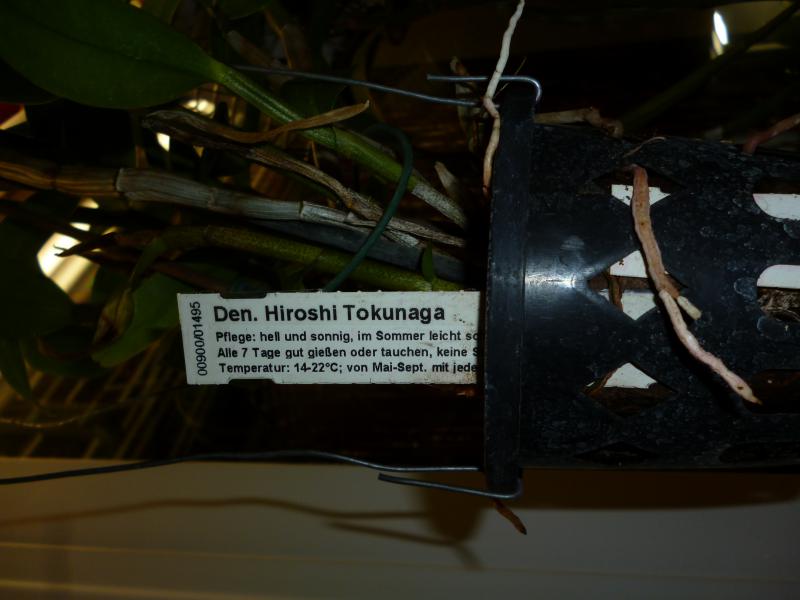 00900/01495
Den. Hiroshi Tokunaga
Pflege: hell und sonnig, im Sommer leicht
Alle 7 Tage gut gießen oder tauchen, keine
Temperatur: 14-22°C; von Mai-Sept. mit